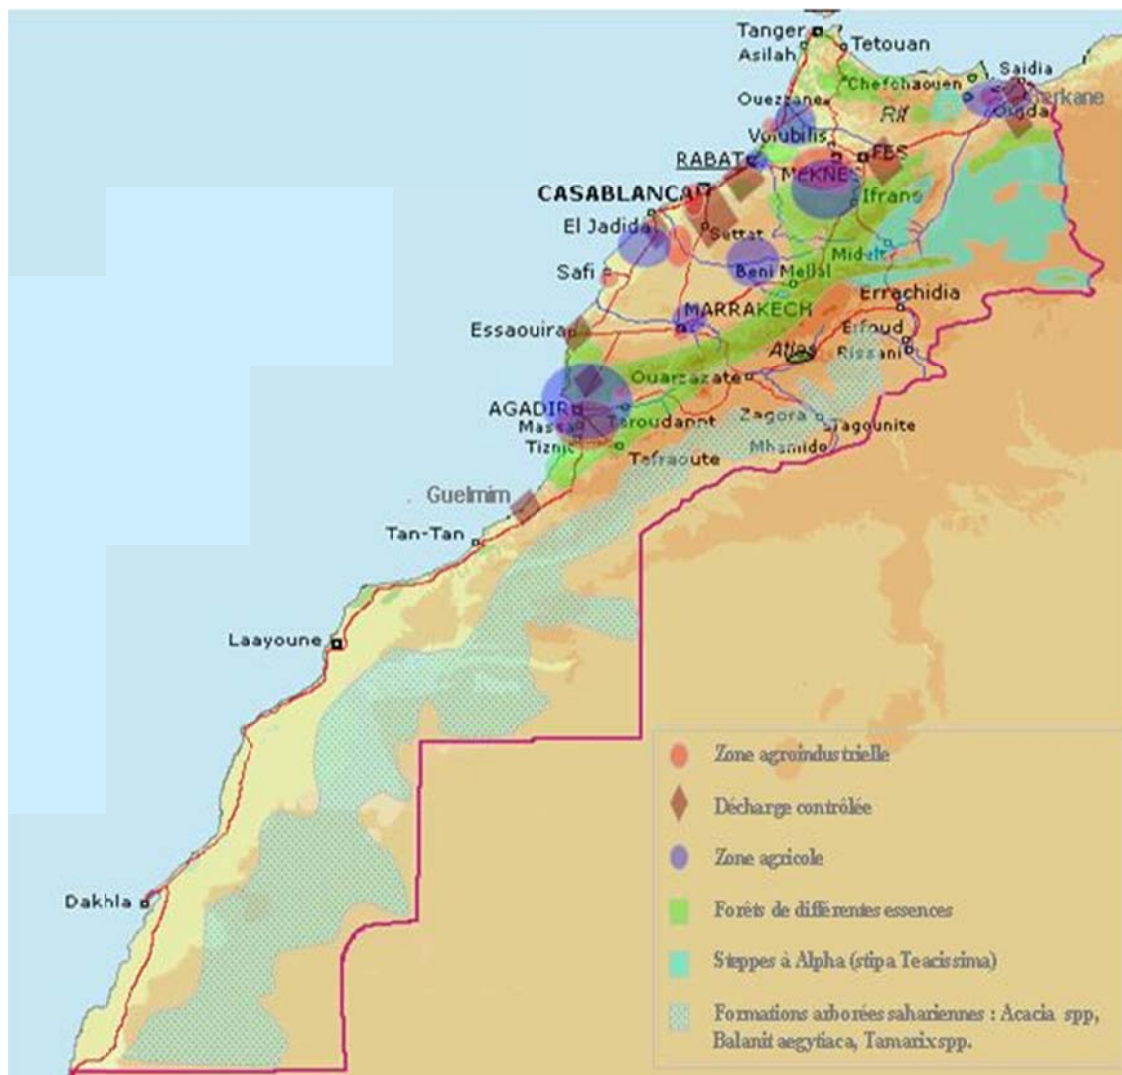 Tanger
Tetouan
Asilah
Saidia
Chefchaouen
Berkane
Ouezzane
Oujda
Rif
Volubilis
RABAT
FES
MEKNES
CASABLANCA
Ifrane
El Jadida
Settat
Midelt
Safi
Beni Mellal
Errachidia
MARRAKECH
Essaouira
Erfoud
Atlas
Rissani
Ouarzazate
AGADIR
Zagora
Massa
Taroudannt
Tagounite
Tiznit
Mhamido
Tafraoute
Guelmim
Tan-Tan
Laayoune
Dakhla
Zone agroindustrielle
Décharge contrôlée
Zone agricole
Forêts de différentes essences
Steppes à Alpha (stipa Teacissima)
Formations arborées sahariennes : Acacia spp,
Balanit aegytiaca, Tamarix spp.